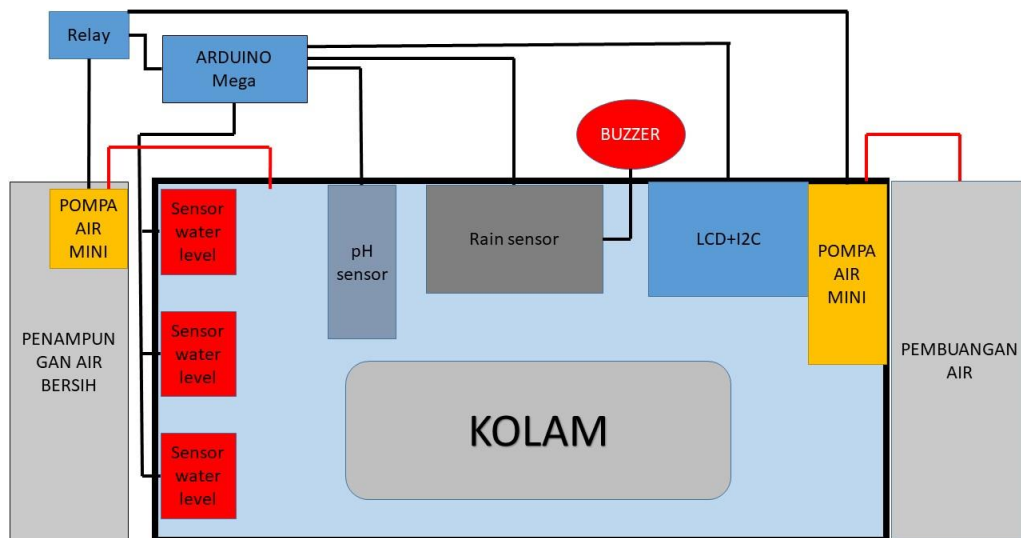 Relay
ARDUINO
Mega
BUZZER
POMPA
AIR
MINI
Sensor
water
level
pH
sensor
Rain sensor
LCD+I2C
POMPA
AIR
MINI
Sensor
water
level
PENAMPUN
GAN AIR
BERSIH
PEMBUANGAN
AIR
KOLAM
Sensor
water
level